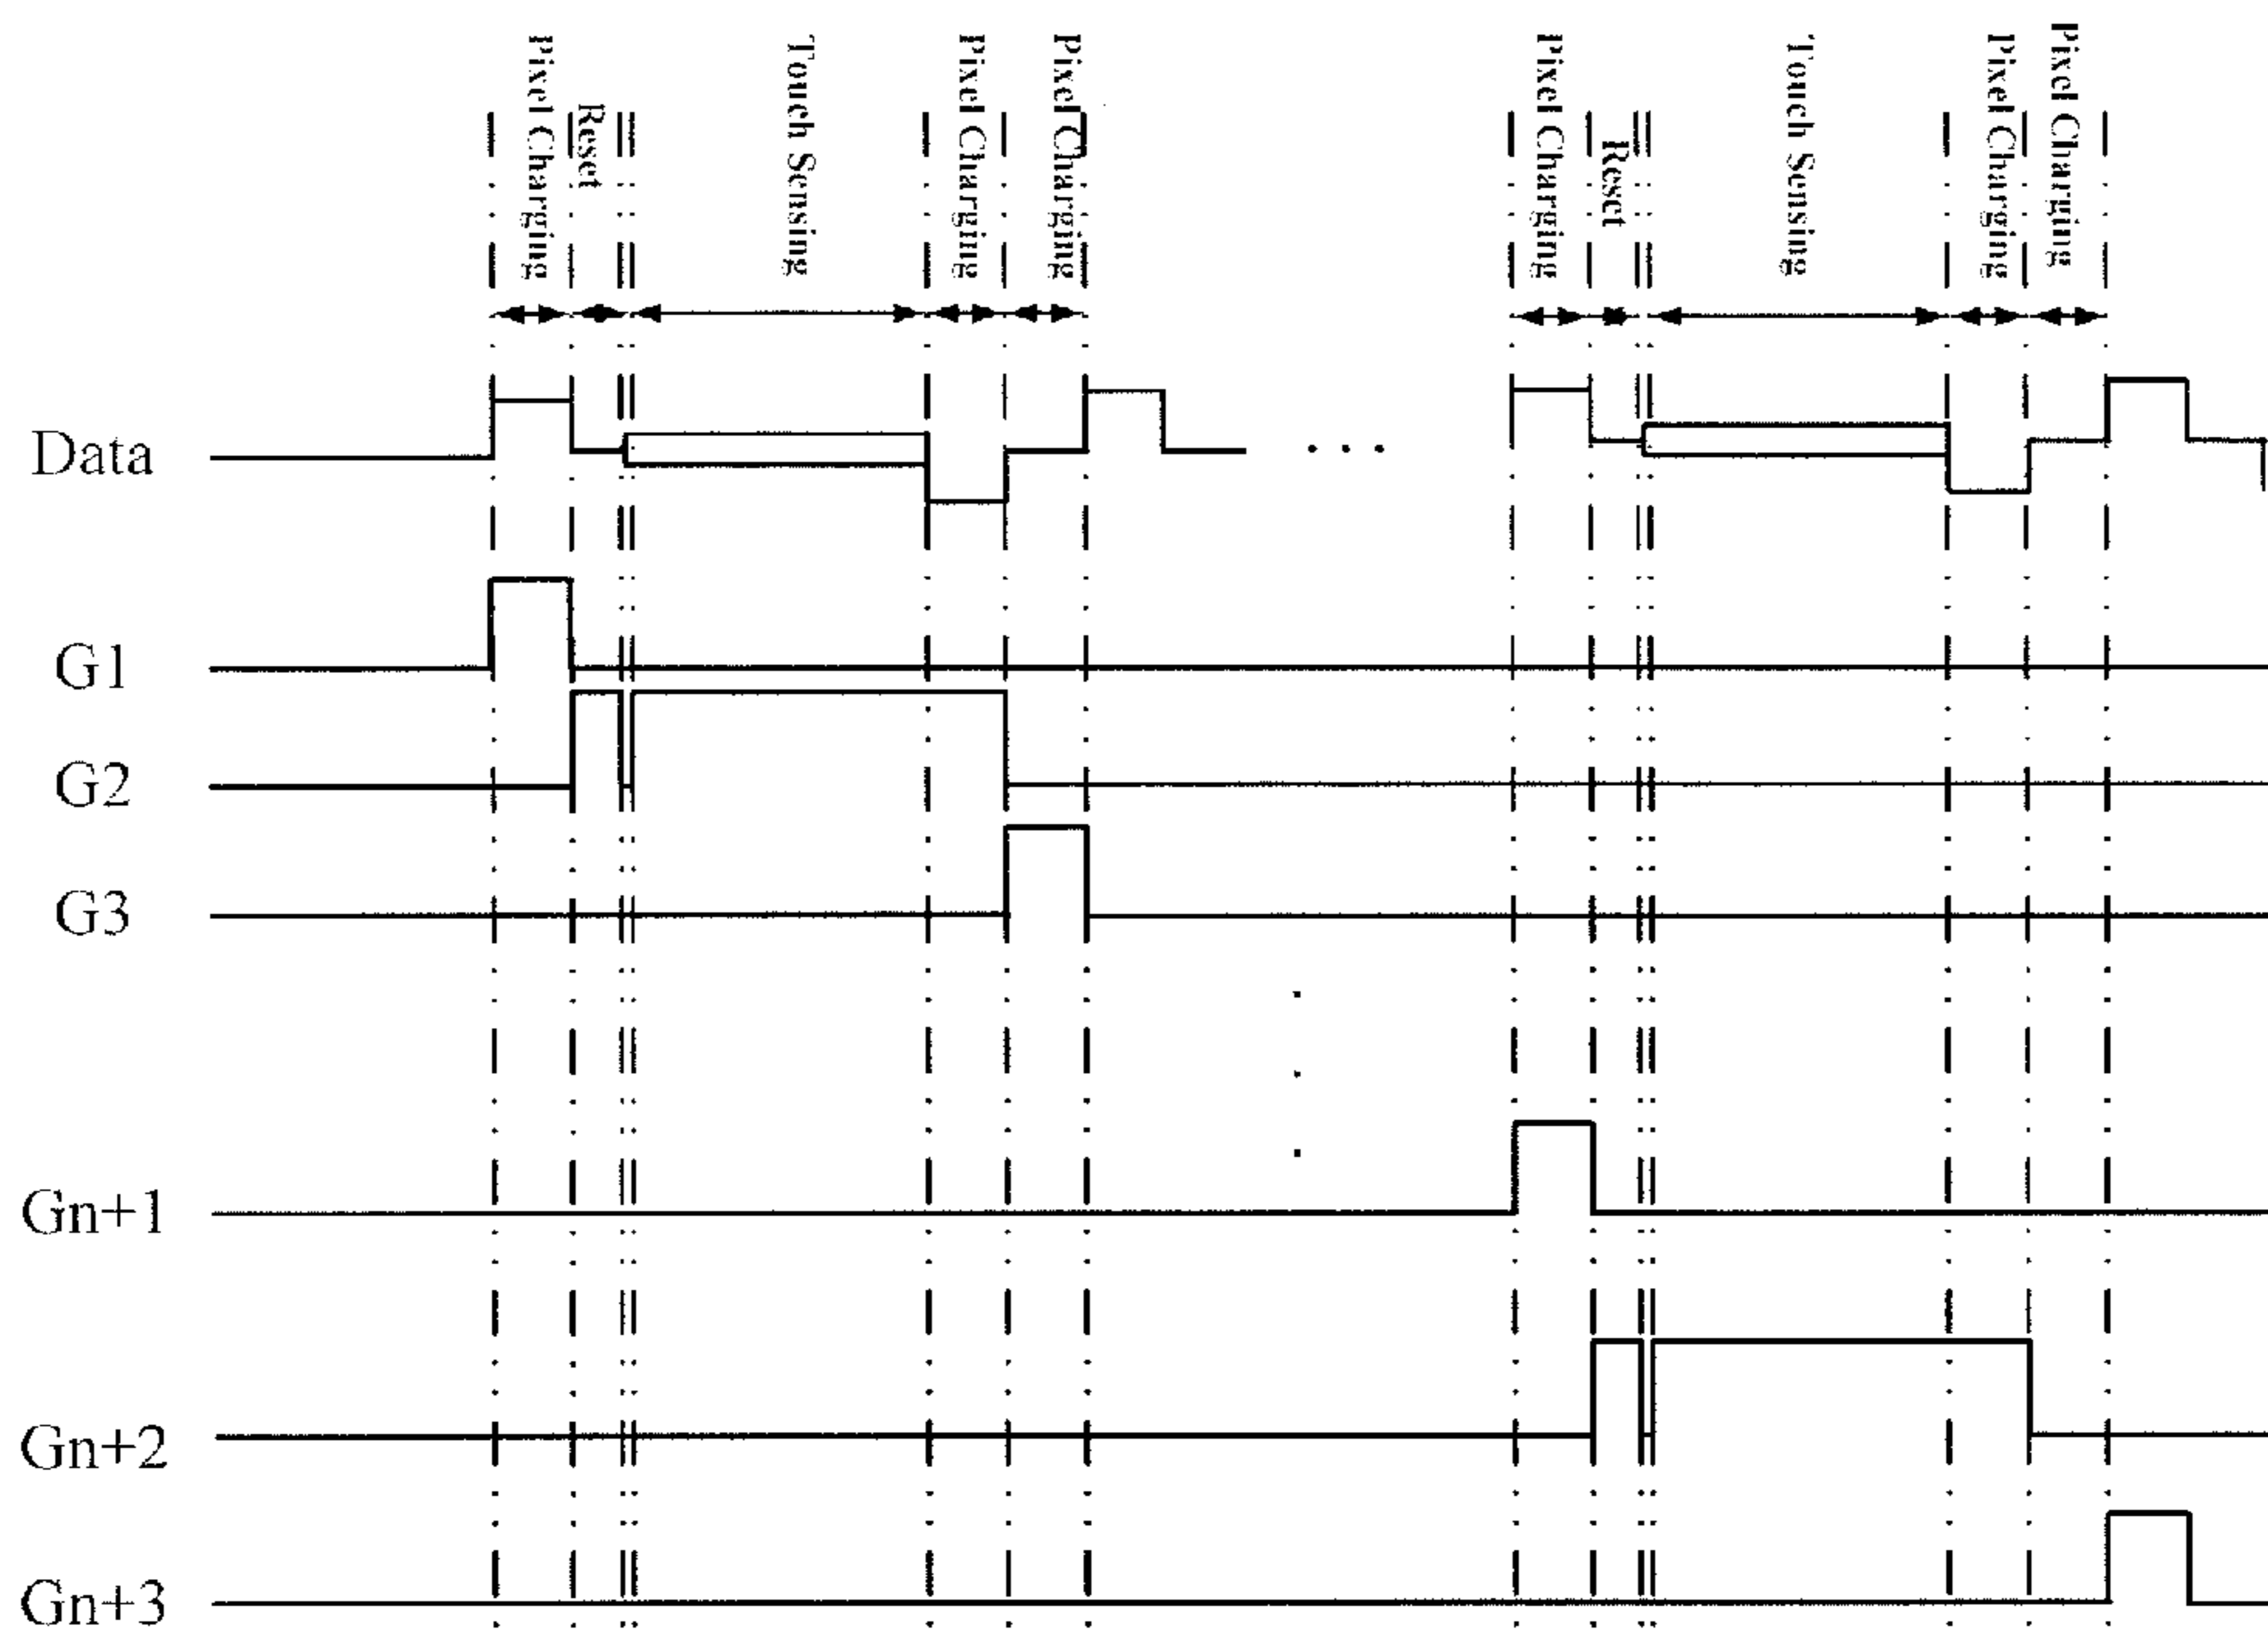 Pixel Charging
Reset
Touch Sensing
Pixel Charging
Pixel Charging
Pixel Charging
Reset
Touch Sensing
Pixel Charging
Pixel Charging
Data
. . .
G1
G2
G3
Gn+1
Gn+2
Gn+3